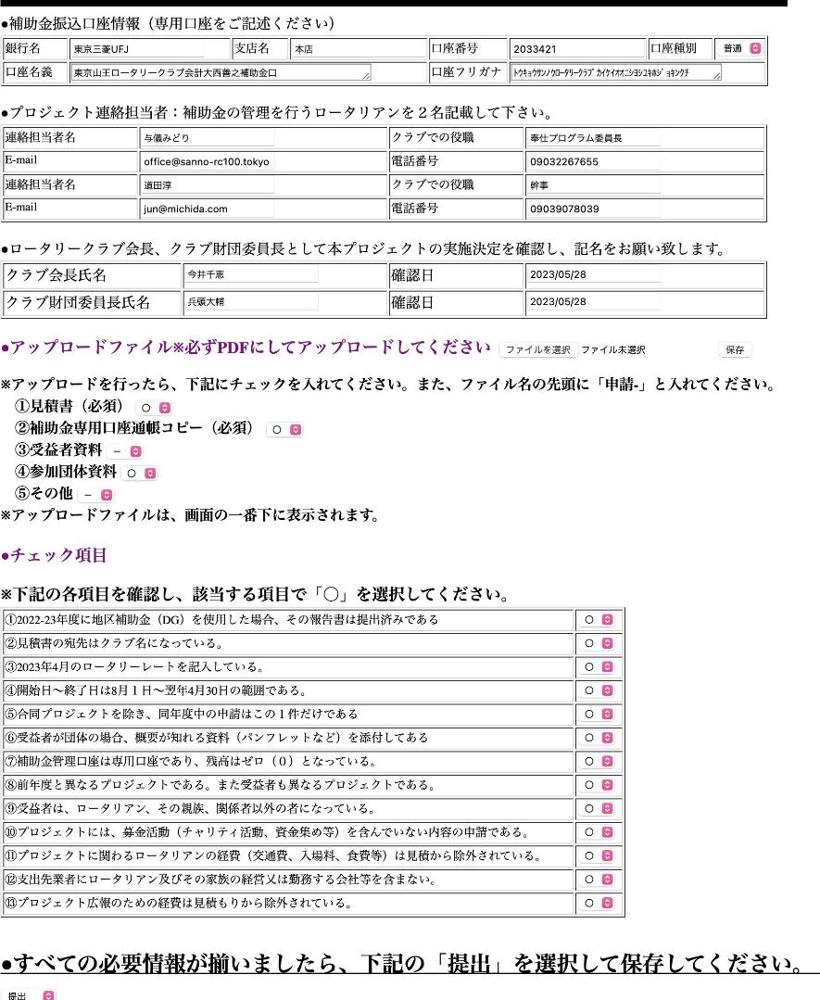 ●補助金振込口座情報（専用口座をご記述ください）
銀行名 東京三菱UFJ 支店名 本店 口座番号 2033421 口座種別 普通
口座名義 東京山王ロータリークラブ会計大西善之補助金口 口座フリガナ ﾄｳｷｮｳｻﾝﾉｳﾛｰﾀﾘｰｸﾗﾌﾞ ｶｲｹｲｵｵﾆｼﾖｼﾕｷﾎｼﾞｮｷﾝｸﾁ
●プロジェクト連絡担当者：補助金の管理を行うロータリアンを２名記載して下さい。
連絡担当者名 与儀みどり クラブでの役職 奉仕プログラム委員長
E-mail office@sanno-rc100.tokyo 電話番号 09032267655
連絡担当者名 道田淳 クラブでの役職 幹事
E-mail jun@michida.com 電話番号 09039078039
●ロータリークラブ会長、クラブ財団委員長として本プロジェクトの実施決定を確認し、記名をお願い致します。
クラブ会長氏名 今井千恵 確認日 2023/05/28
クラブ財団委員長氏名 兵頭大輔 確認日 2023/05/28
●アップロードファイル※必ずPDFにしてアップロードしてください ファイルを選択 ファイル未選択 保存
※アップロードを行ったら、下記にチェックを入れてください。また、ファイル名の先頭に「申請-」と入れてください。
①見積書（必須） ○
②補助金専用口座通帳コピー（必須） ○
③受益者資料 −
④参加団体資料 ○
⑤その他 −
※アップロードファイルは、画面の一番下に表示されます。
●チェック項目
※下記の各項目を確認し、該当する項目で「○」を選択してください。
①2022-23年度に地区補助金（DG）を使用した場合、その報告書は提出済みである ○
②見積書の宛先はクラブ名になっている。 ○
③2023年4月のロータリーレートを記入している。 ○
④開始日〜終了日は8月１日〜翌年4月30日の範囲である。 ○
⑤合同プロジェクトを除き、同年度中の申請はこの１件だけである ○
⑥受益者が団体の場合、概要が知れる資料（パンフレットなど）を添付してある ○
⑦補助金管理口座は専用口座であり、残高はゼロ（０）となっている。 ○
⑧前年度と異なるプロジェクトである。また受益者も異なるプロジェクトである。 ○
⑨受益者は、ロータリアン、その親族、関係者以外の者になっている。 ○
⑩プロジェクトには、募金活動（チャリティ活動、資金集め等）を含んでいない内容の申請である。 ○
⑪プロジェクトに関わるロータリアンの経費（交通費、入場料、食費等）は見積から除外されている。 ○
⑫支出先業者にロータリアン及びその家族の経営又は勤務する会社等を含まない。 ○
⑬プロジェクト広報のための経費は見積もりから除外されている。 ○
●すべての必要情報が揃いましたら、下記の「提出」を選択して保存してください。
提出